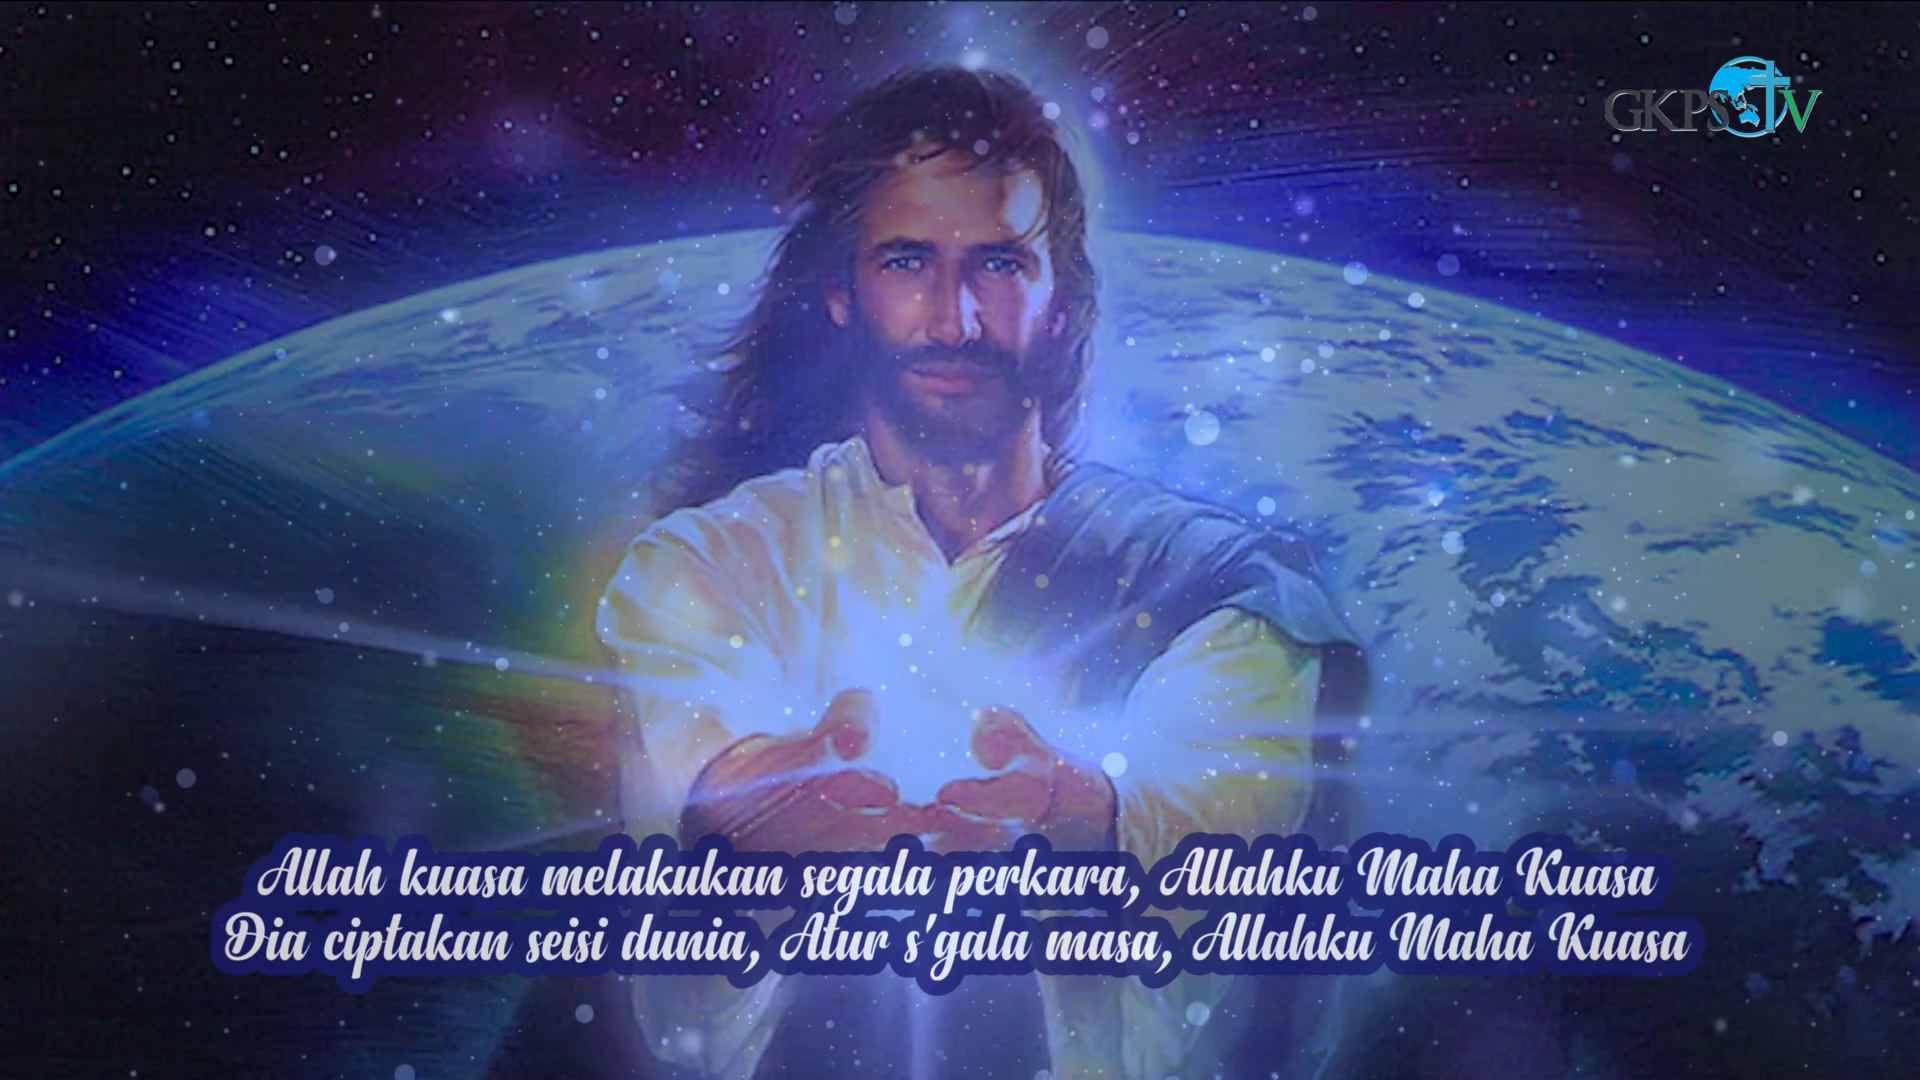 GKPS TV
Allah kuasa melakukan segala perkara, Allahku Maha Kuasa
Dia ciptakan seisi dunia, Atur s'gala masa, Allahku Maha Kuasa